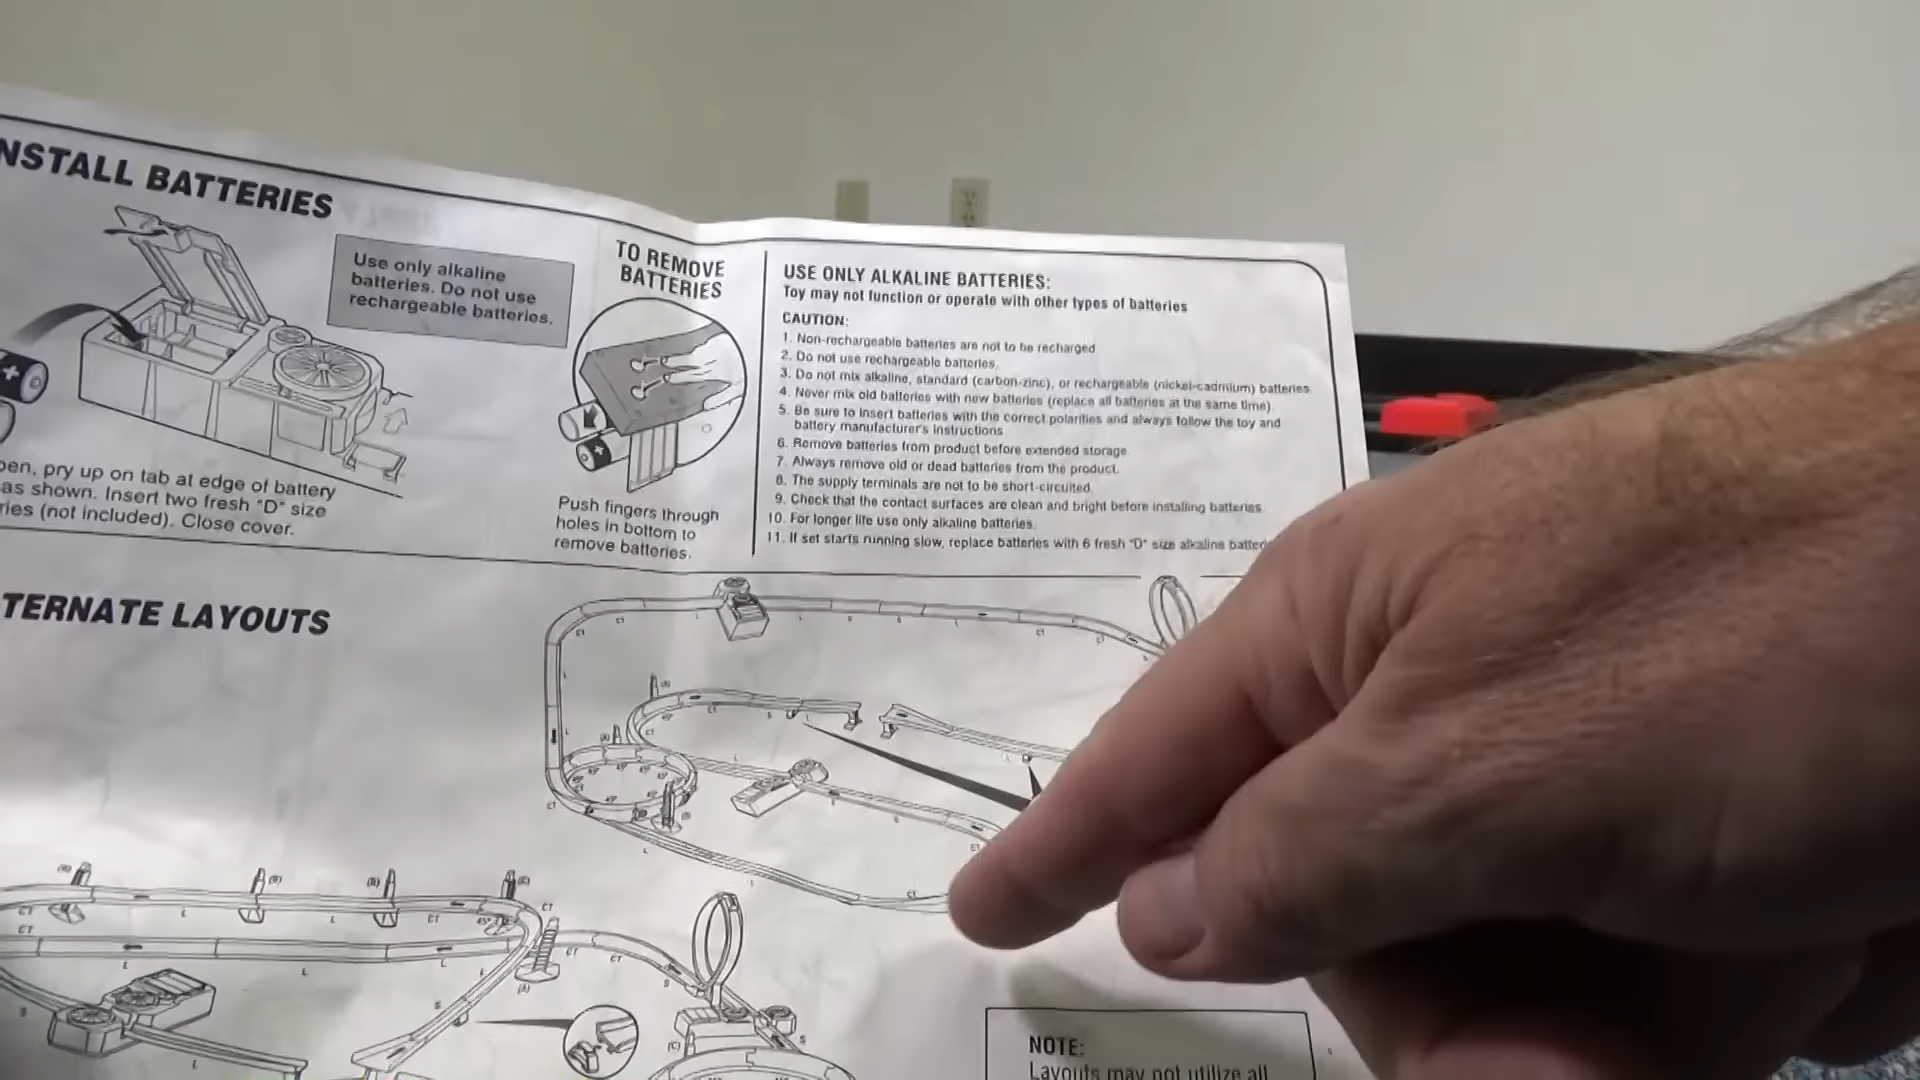 NSTALL BATTERIES
Use only alkaline
batteries. Do not use
rechargeable batteries.
pen, pry up on tab at edge of battery
as shown. Insert two fresh "D" size
ries (not included). Close cover.
TO REMOVE
BATTERIES
Push fingers through
holes in bottom to
remove batteries.
USE ONLY ALKALINE BATTERIES:
Toy may not function or operate with other types of batteries
CAUTION:
1. Non-rechargeable batteries are not to be recharged.
2. Do not use rechargeable batteries.
3. Do not mix alkaline, standard (carbon-zinc), or rechargeable (nickel-cadmium) batteries.
4. Never mix old batteries with new batteries (replace all batteries at the same time).
5. Be sure to insert batteries with the correct polarities and always follow the toy and
battery manufacturer's instructions
6. Remove batteries from product before extended storage.
7. Always remove old or dead batteries from the product.
8. The supply terminals are not to be short-circuited.
9. Check that the contact surfaces are clean and bright before installing batteries.
10. For longer life use only alkaline batteries.
11. If set starts running slow, replace batteries with 6 fresh "D" size alkaline batter
TERNATE LAYOUTS
NOTE:
Layouts may not utilize all